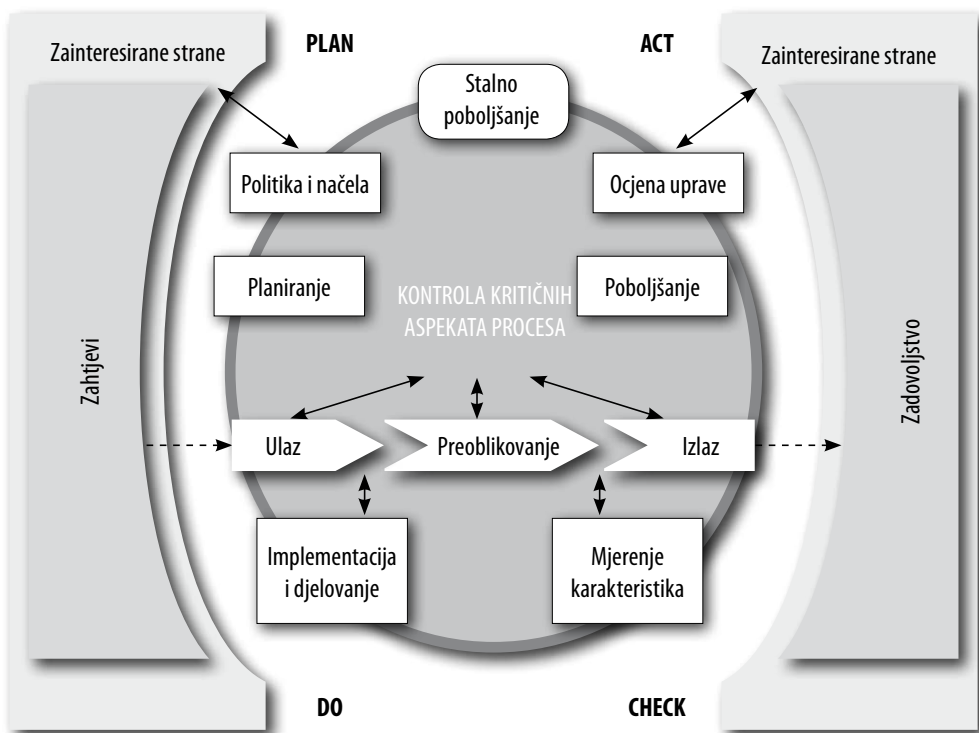 PLAN
ACT
Zainteresirane strane
Zainteresirane strane
Stalno
poboljšanje
Politika i načela
Ocjena uprave
Planiranje
Poboljšanje
KONTROLA KRITIČNIH
ASPEKATA PROCESA
Zahtjevi
Zadovoljstvo
Ulaz
Preoblikovanje
Izlaz
Implementacija
i djelovanje
Mjerenje
karakteristika
DO
CHECK